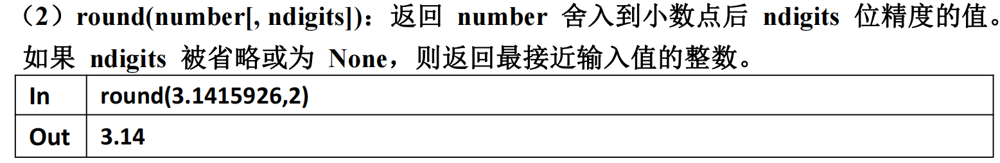 （2）round(number[, ndigits])：返回 number 舍入到小数点后 ndigits 位精度的值。
如果 ndigits 被省略或为 None，则返回最接近输入值的整数。
In round(3.1415926,2)
Out 3.14